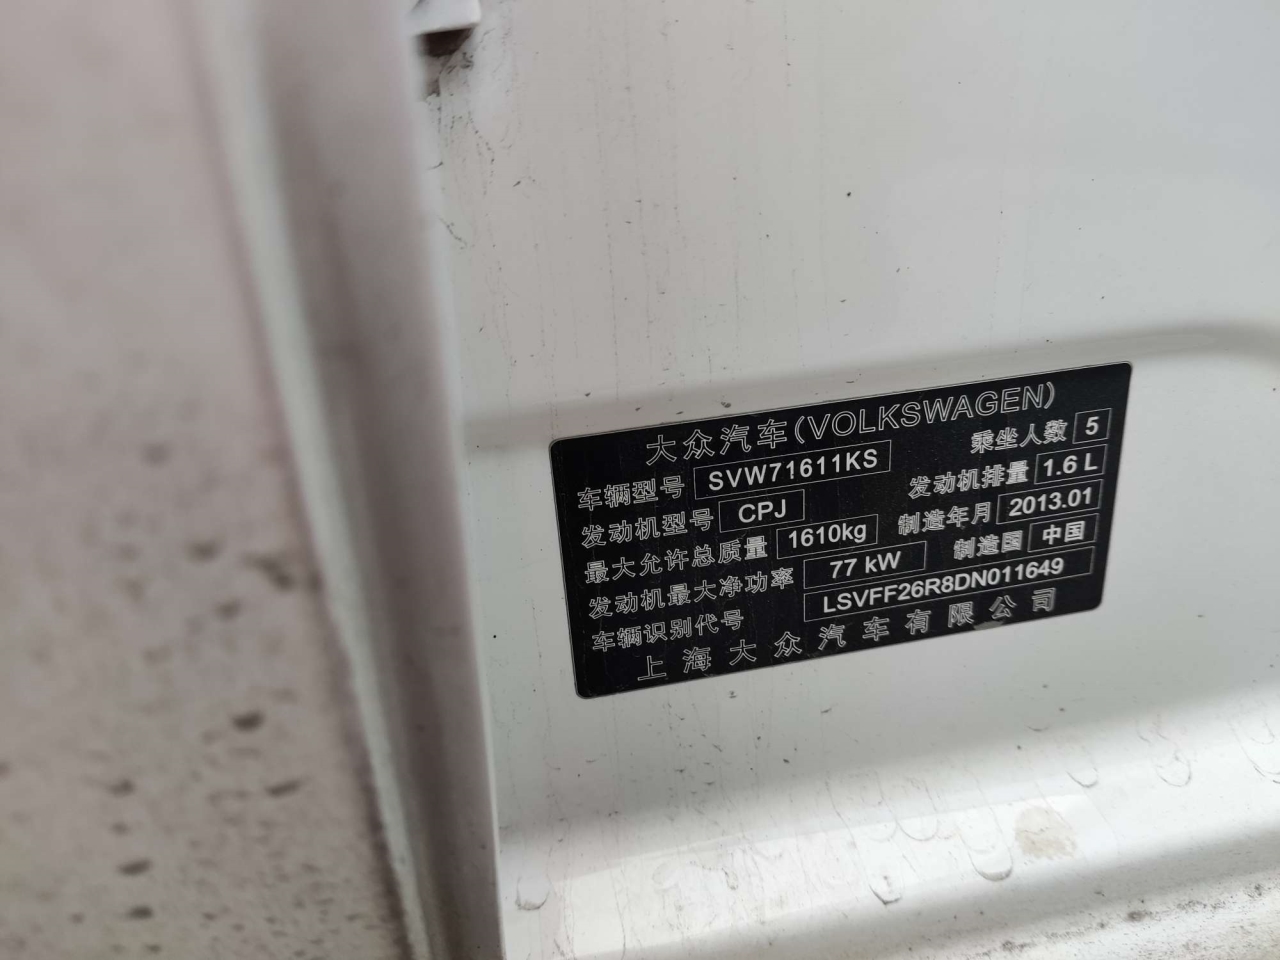 大众汽车(VOLKSWAGEN)
车辆型号 SVW71611KS 乘坐人数 5
发动机型号 CPJ 发动机排量 1.6 L
最大允许总质量 1610kg 制造年月 2013.01
发动机最大净功率 77 kW 制造国 中国
车辆识别代号 LSVFF26R8DN011649
上海大众汽车有限公司